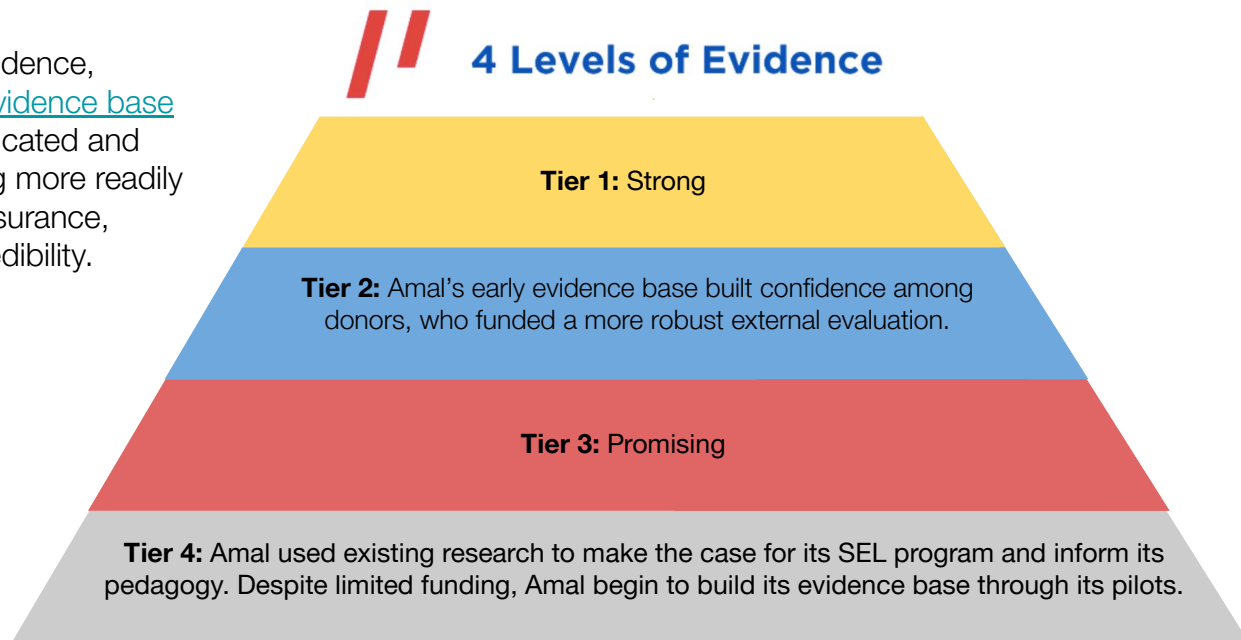 idence,
vidence base
icated and
g more readily
surance,
edibility.
4 Levels of Evidence
Tier 1: Strong
Tier 2: Amal’s early evidence base built confidence among
donors, who funded a more robust external evaluation.
Tier 3: Promising
Tier 4: Amal used existing research to make the case for its SEL program and inform its
pedagogy. Despite limited funding, Amal begin to build its evidence base through its pilots.